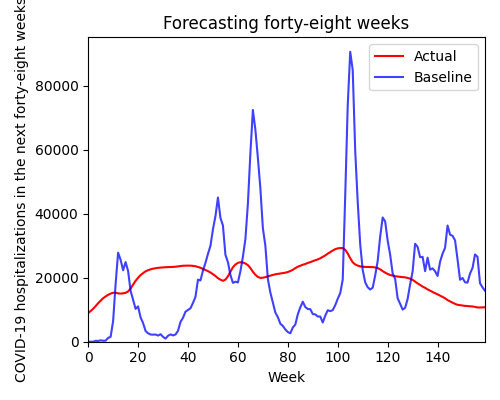 Forecasting forty-eight weeks
COVID-19 hospitalizations in the next forty-eight weeks
80000
60000
40000
20000
0
Actual
Baseline
0 20 40 60 80 100 120 140
Week